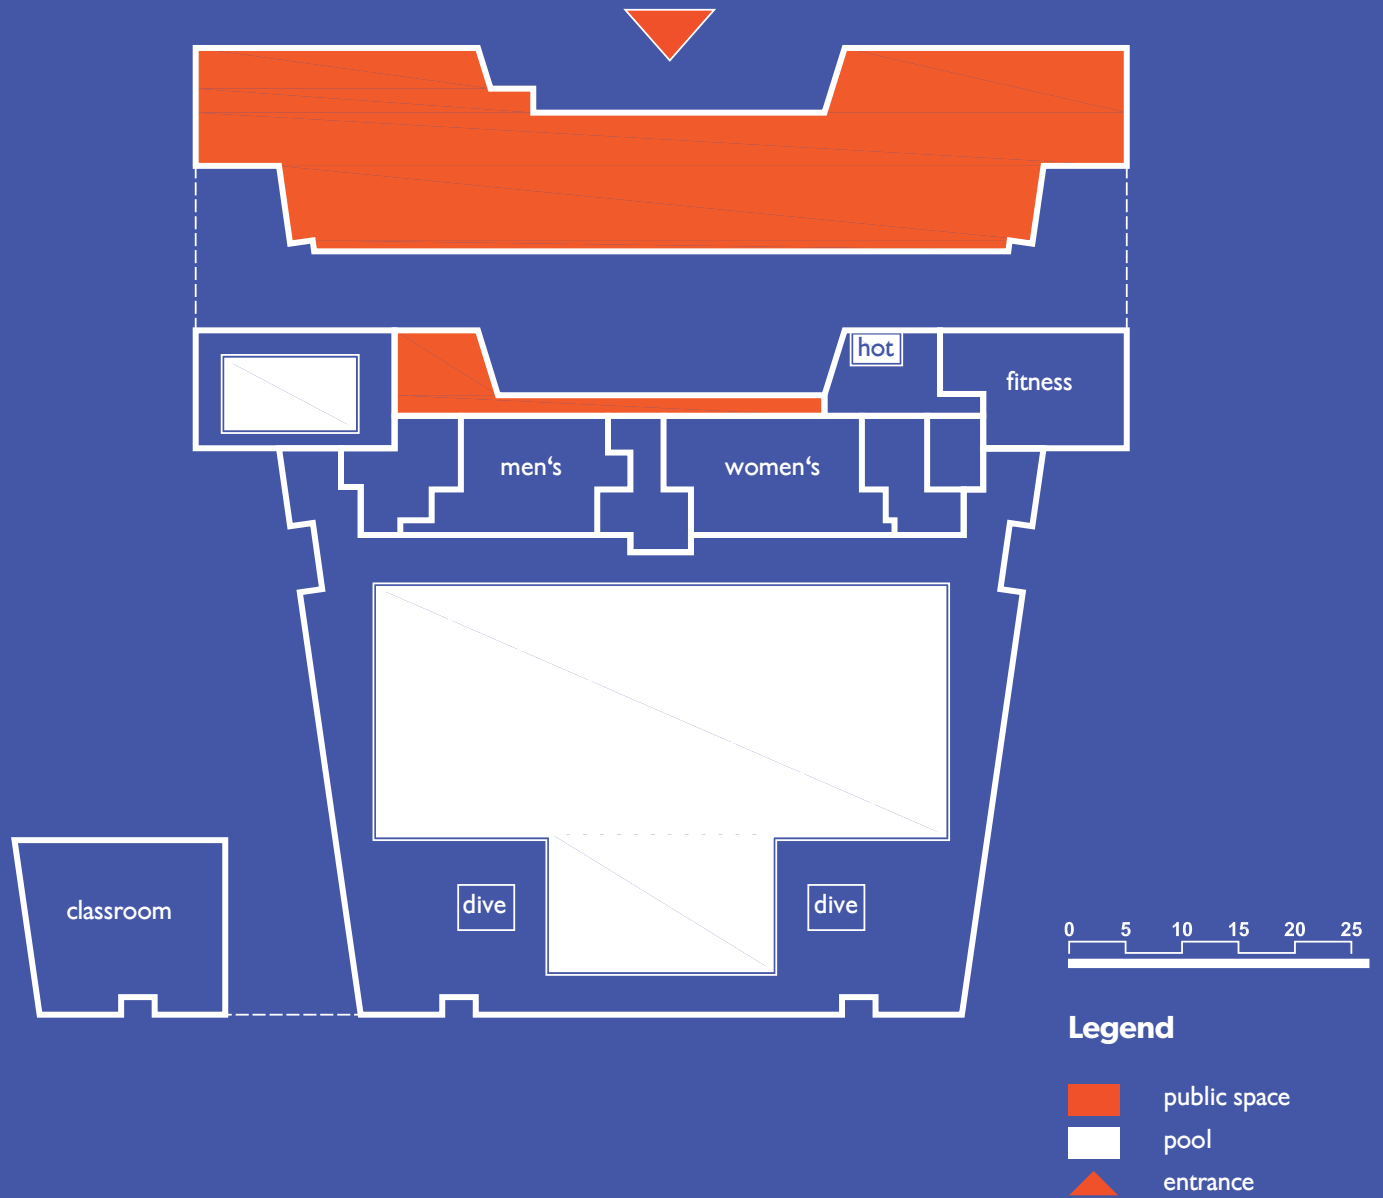 hot
fitness
men‘s
women‘s
dive
dive
classroom
0 5 10 15 20 25
Legend
public space
pool
entrance